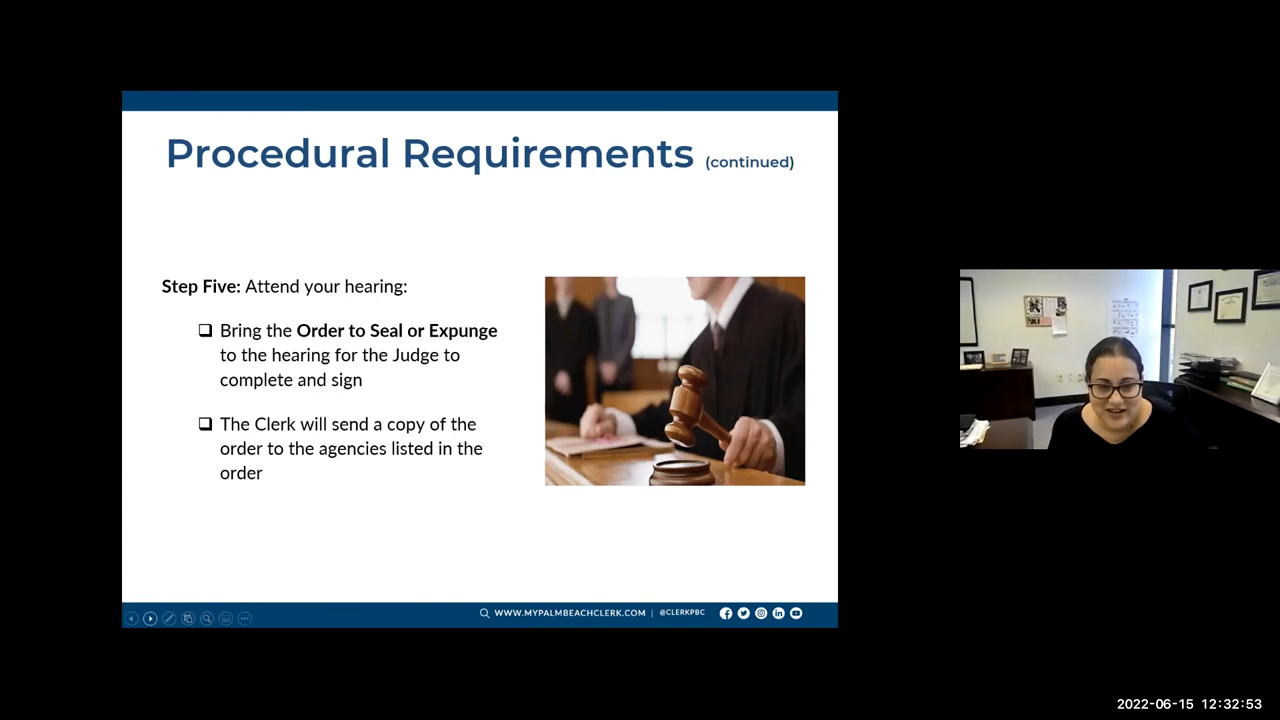 Procedural Requirements (continued)
Step Five: Attend your hearing:
❑ Bring the Order to Seal or Expunge
to the hearing for the Judge to
complete and sign
❑ The Clerk will send a copy of the
order to the agencies listed in the
order
WWW.MYPALMBEACHCLERK.COM | @CLERKPBC
2022-06-15 12:32:53